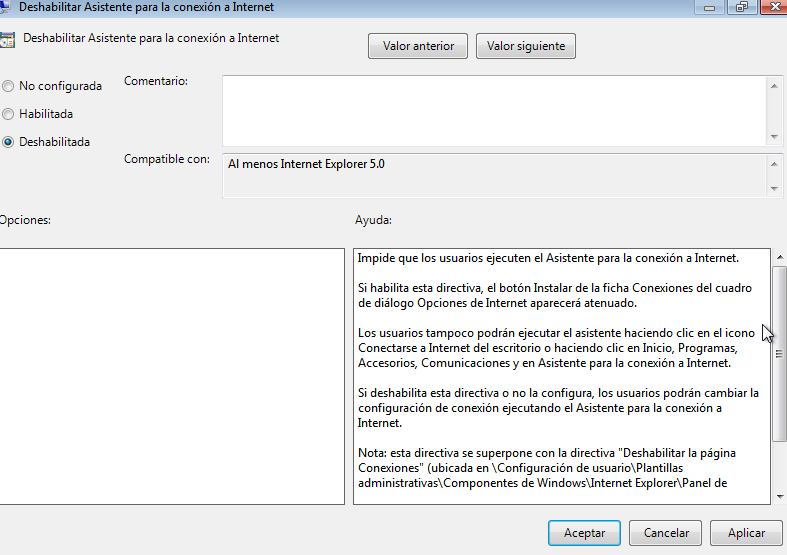 Deshabilitar Asistente para la conexión a Internet
Deshabilitar Asistente para la conexión a Internet
Valor anterior
Valor siguiente
No configurada
Habilitada
Deshabilitada
Comentario:
Compatible con:
Al menos Internet Explorer 5.0
Opciones:
Ayuda:
Impide que los usuarios ejecuten el Asistente para la conexión a Internet.
Si habilita esta directiva, el botón Instalar de la ficha Conexiones del cuadro
de diálogo Opciones de Internet aparecerá atenuado.
Los usuarios tampoco podrán ejecutar el asistente haciendo clic en el icono
Conectarse a Internet del escritorio o haciendo clic en Inicio, Programas,
Accesorios, Comunicaciones y en Asistente para la conexión a Internet.
Si deshabilita esta directiva o no la configura, los usuarios podrán cambiar la
configuración de conexión ejecutando el Asistente para la conexión a
Internet.
Nota: esta directiva se superpone con la directiva "Deshabilitar la página
Conexiones" (ubicada en \Configuración de usuario\Plantillas
administrativas\Componentes de Windows\Internet Explorer\Panel de
Aceptar
Cancelar
Aplicar